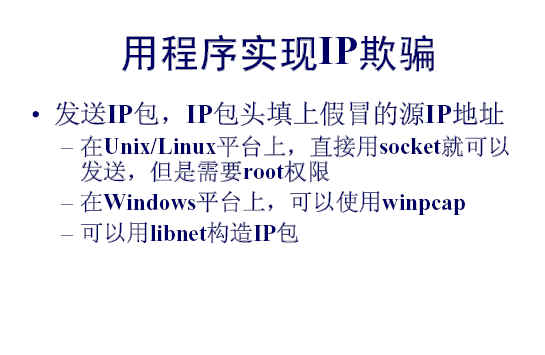 用程序实现IP欺骗
• 发送IP包，IP包头填上假冒的源IP地址
– 在Unix/Linux平台上，直接用socket就可以
发送，但是需要root权限
– 在Windows平台上，可以使用winpcap
– 可以用libnet构造IP包